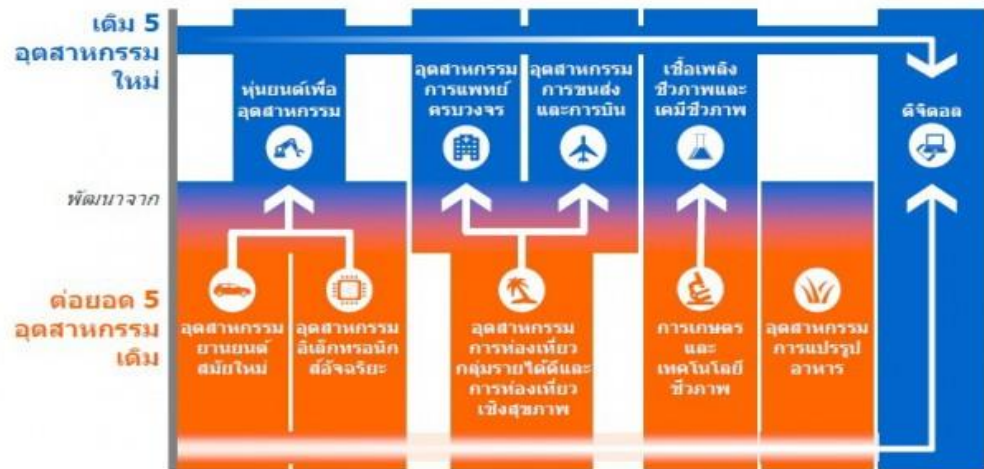 เติม 5
อุตสาหกรรม
ใหม่
หุ่นยนต์เพื่อ
อุตสาหกรรม
อุตสาหกรรม
การแพทย์
ครบวงจร
อุตสาหกรรม
การขนส่ง
และการบิน
เชื้อเพลิง
ชีวภาพและ
เคมีชีวภาพ
ดิจิตอล
พัฒนาจาก
ต่อยอด 5
อุตสาหกรรม
เดิม
อุตสาหกรรม
ยานยนต์
สมัยใหม่
อุตสาหกรรม
อิเล็กทรอนิก
ส์อัจฉริยะ
อุตสาหกรรม
การท่องเที่ยว
กลุ่มรายได้ดีและ
การท่องเที่ยว
เชิงสุขภาพ
การเกษตร
และ
เทคโนโลยี
ชีวภาพ
อุตสาหกรรม
การแปรรูป
อาหาร